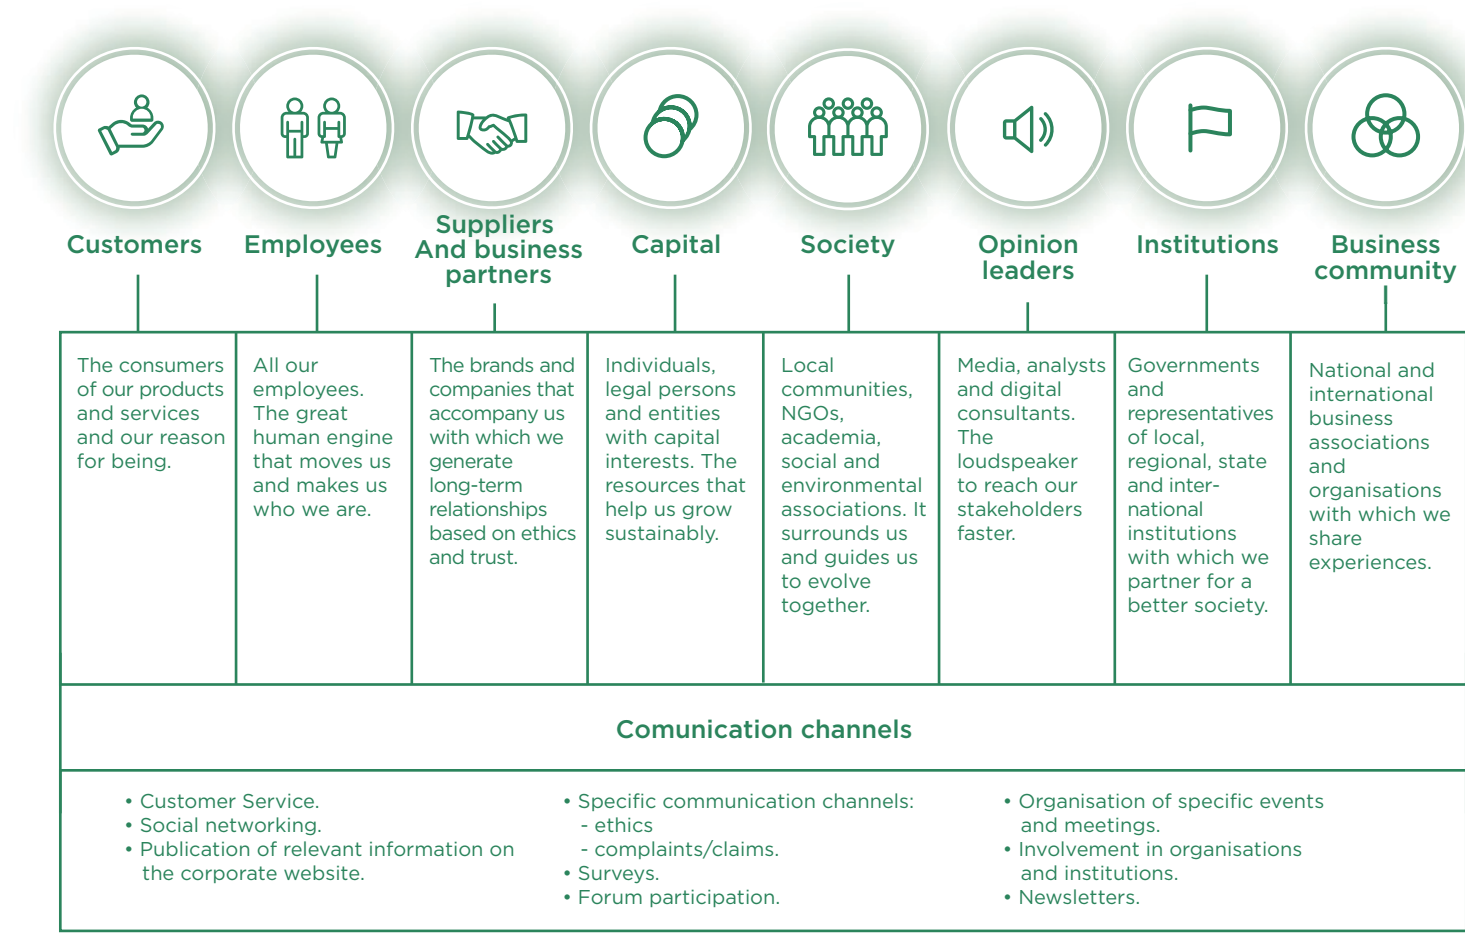 Customers
Employees
Suppliers
And business
partners
Capital
Society
Opinion
leaders
Institutions
Business
community
The consumers
of our products
and services
and our reason
for being.
All our
employees.
The great
human engine
that moves us
and makes us
who we are.
The brands and
companies that
accompany us
with which we
generate
long-term
relationships
based on ethics
and trust.
Individuals,
legal persons
and entities
with capital
interests. The
resources that
help us grow
sustainably.
Local
communities,
NGOs,
academia,
social and
environmental
associations. It
surrounds us
and guides us
to evolve
together.
Media, analysts
and digital
consultants.
The
loudspeaker
to reach our
stakeholders
faster.
Governments
and
representatives
of local,
regional, state
and inter-
national
institutions
with which we
partner for a
better society.
National and
international
business
associations
and
organisations
with which we
share
experiences.
Comunication channels
• Customer Service.
• Social networking.
• Publication of relevant information on
the corporate website.
• Specific communication channels:
- ethics
- complaints/claims.
• Surveys.
• Forum participation.
• Organisation of specific events
and meetings.
• Involvement in organisations
and institutions.
• Newsletters.